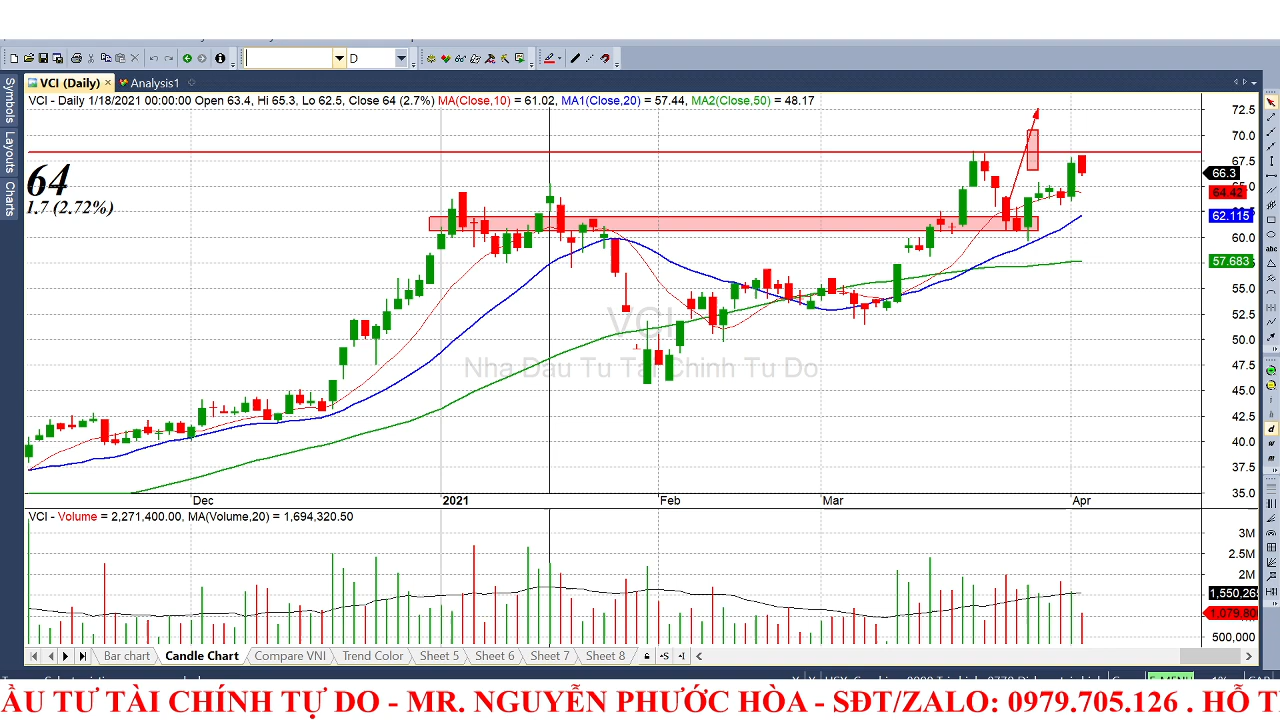 D
Symbols
Layouts
Charts
VCI (Daily)
Analysis1
VCI - Daily 1/18/2021 00:00:00 Open 63.4, Hi 65.3, Lo 62.5, Close 64 (2.7%) MA(Close,10) = 61.02, MA1(Close,20) = 57.44, MA2(Close,50) = 48.17
64
1.7 (2.72%)
72.5
70.0
67.5
66.3
64.42
62.115
60.0
57.683
55.0
52.5
50.0
47.5
45.0
42.5
40.0
37.5
35.0
VCI
Nha Dau Tu Tai Chinh Tu Do
Dec 2021 Feb Mar Apr
VCI - Volume = 2,271,400.00, MA(Volume,20) = 1,694,320.50
3M
2.5M
2M
1,550,26
1,079,80
500,000
Bar chart Candle Chart Compare VNI Trend Color Sheet 5 Sheet 6 Sheet 7 Sheet 8
ẦU TƯ TÀI CHÍNH TỰ DO - MR. NGUYỄN PHƯỚC HÒA - SĐT/ZALO: 0979.705.126 . HỖ T